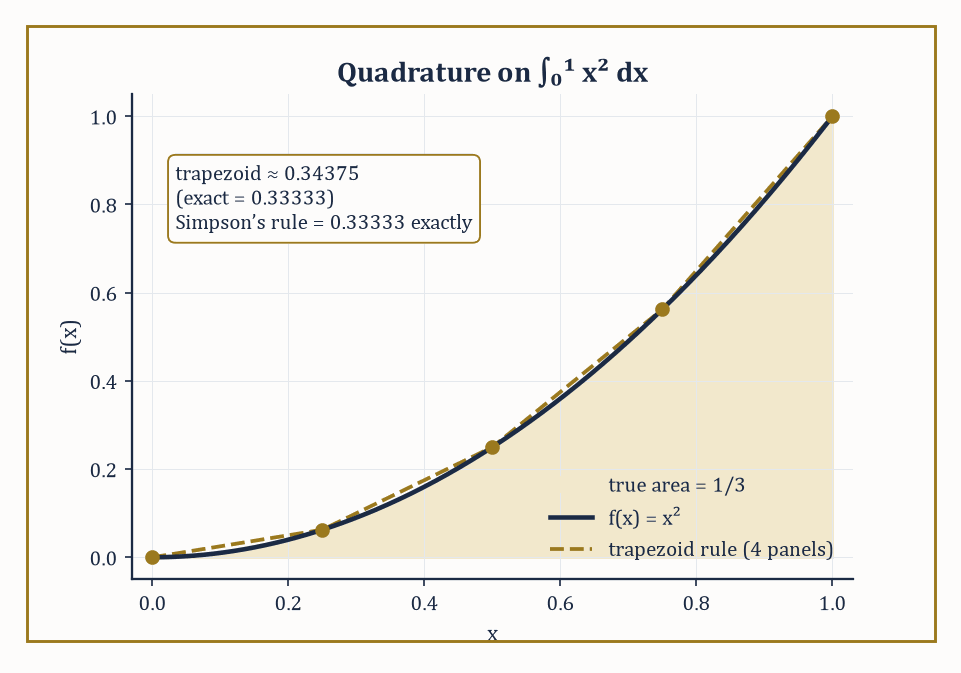 Quadrature on ∫₀¹ x² dx
f(x)
1.0
0.8
0.6
0.4
0.2
0.0
trapezoid ≈ 0.34375
(exact = 0.33333)
Simpson’s rule = 0.33333 exactly
true area = 1/3
f(x) = x²
trapezoid rule (4 panels)
0.0 0.2 0.4 0.6 0.8 1.0
x